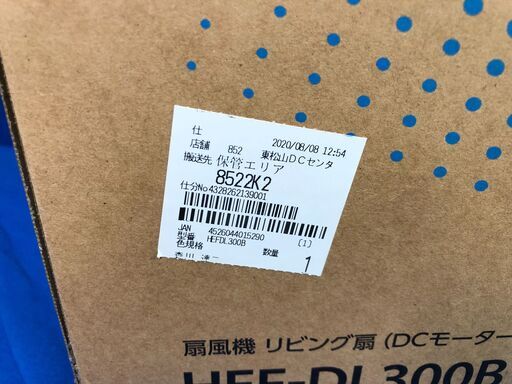 仕 2020/08/08 12:54
店舗 852 東松山DCセンタ
搬送先 保管エリア
8522K2
仕分No4328262139001
JAN 4526044015290 [1]
型番 HEFDL300B
色規格 数量 1
扇風機 リビング扇(DCモーター
HEF-DL300B